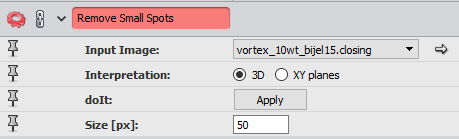 Remove Small Spots
Input Image: vortex_10wt_bijel15.closing
Interpretation: 3D XY planes
doIt: Apply
Size [px]: 50